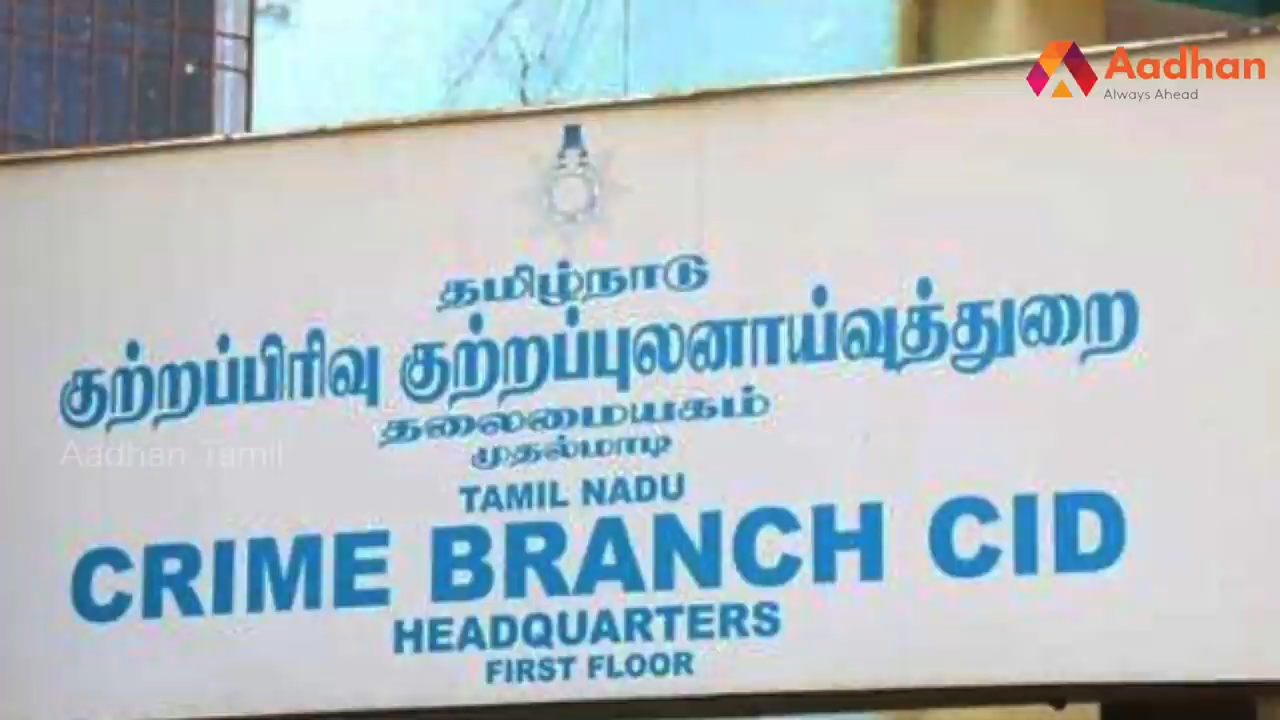 Aadhan
Always Ahead
தமிழ்நாடு
குற்றப்பிரிவு குற்றப்புலனாய்வுத்துறை
தலைமையகம்
முதல்மாடி
Aadhan Tamil
TAMIL NADU
CRIME BRANCH CID
HEADQUARTERS
FIRST FLOOR